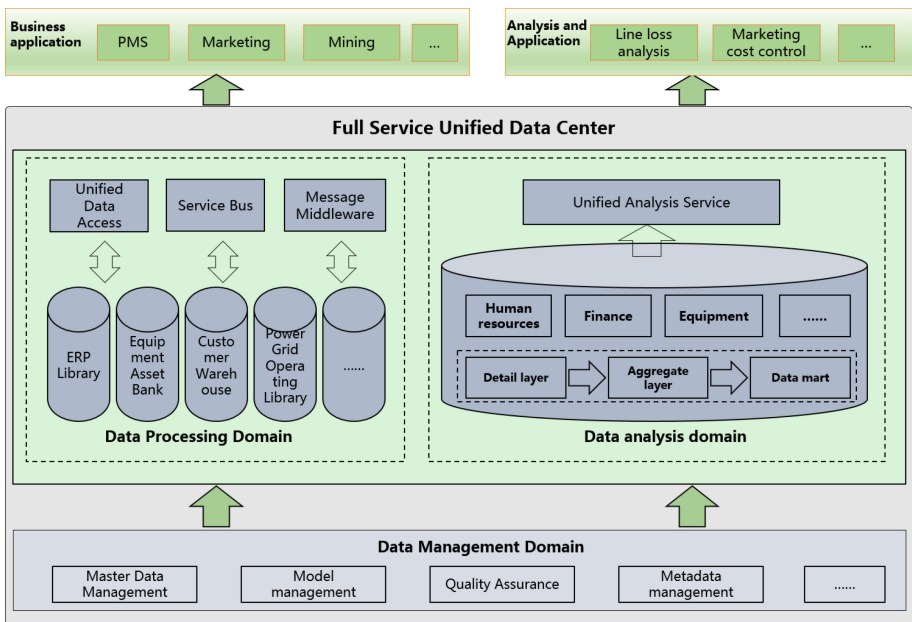 Business
application
PMS
Marketing
Mining
...
Analysis and
Application
Line loss
analysis
Marketing
cost control
...
Full Service Unified Data Center
Unified
Data
Access
Service Bus
Message
Middleware
ERP
Library
Equip
ment
Asset
Bank
Custo
mer
Wareh
ouse
Power
Grid
Opera
ting
Library
......
Data Processing Domain
Unified Analysis Service
Human
resources
Finance
Equipment
......
Detail layer
Aggregate
layer
Data mart
Data analysis domain
Data Management Domain
Master Data
Management
Model
management
Quality Assurance
Metadata
management
......